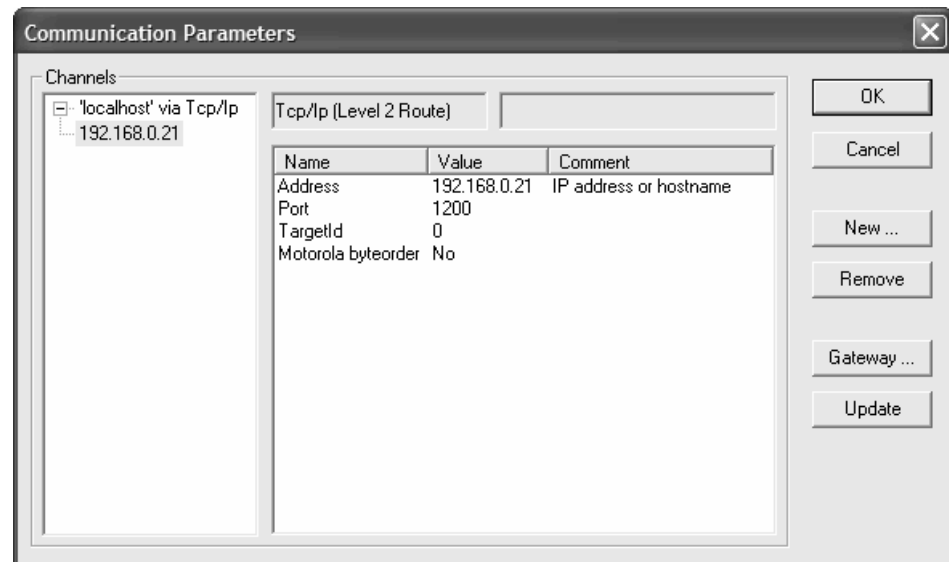 Communication Parameters
Channels
'localhost' via Tcp/Ip
192.168.0.21
Tcp/Ip (Level 2 Route)
Name Value Comment
Address 192.168.0.21 IP address or hostname
Port 1200
TargetId 0
Motorola byteorder No
OK
Cancel
New ...
Remove
Gateway ...
Update